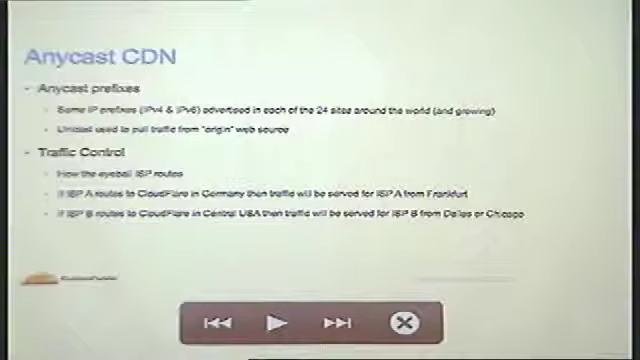 Anycast CDN
- Anycast prefixes
- Same IP prefixes (IPv4 & IPv6) advertised in each of the 24 sites around the world (and growing)
- Unicast used to pull traffic from "origin" web source
- Traffic Control
- How the eyeball ISP routes
- If ISP A routes to CloudFlare in Germany then traffic will be served for ISP A from Frankfurt
- If ISP B routes to CloudFlare in Central USA then traffic will be served for ISP B from Dallas or Chicago